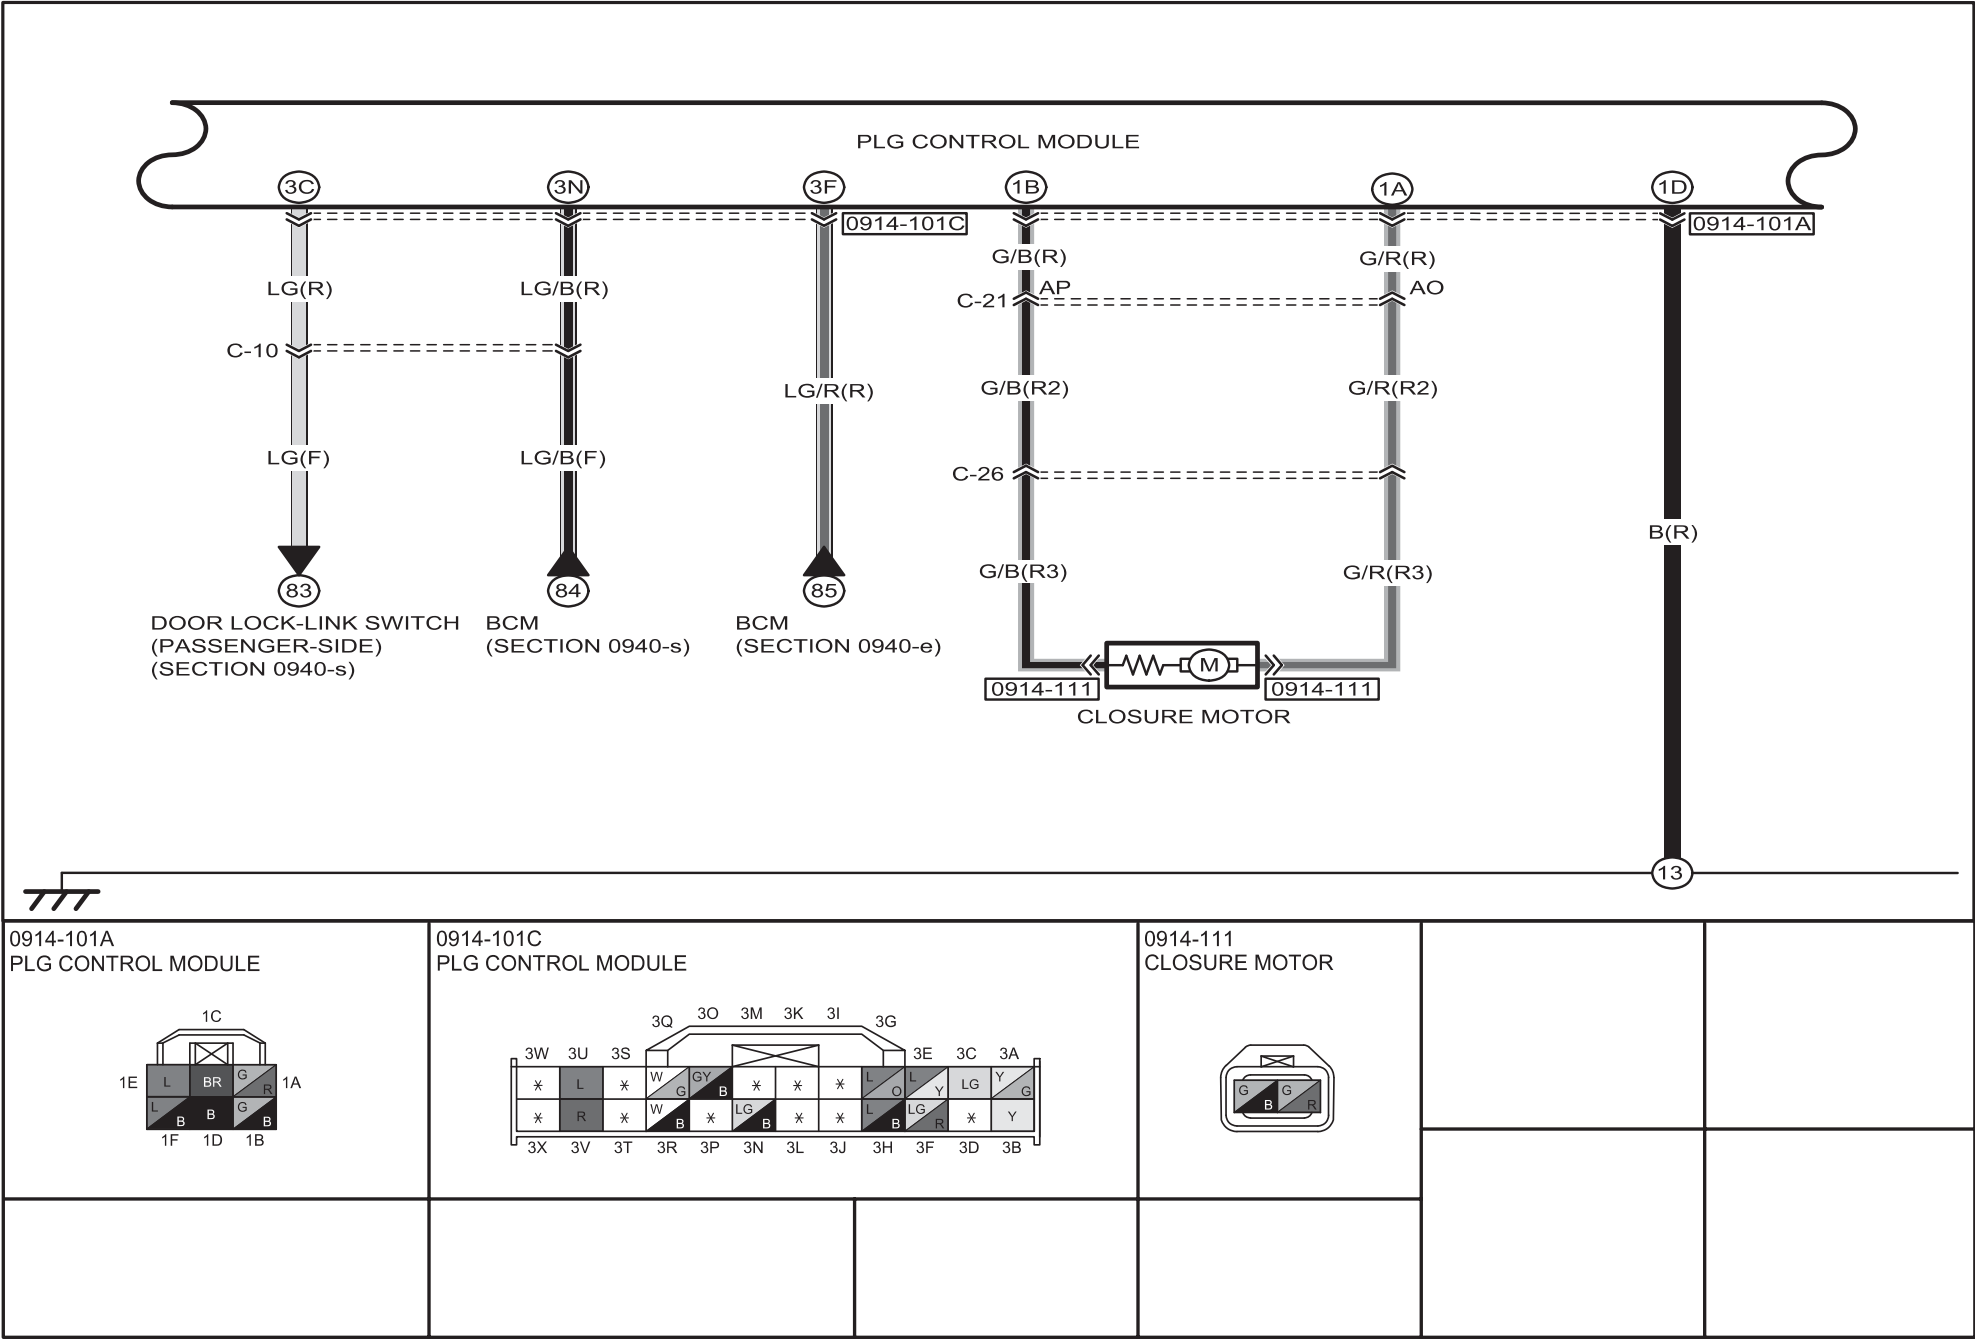 PLG CONTROL MODULE
3C
3N
3F
1B
1A
1D
0914-101C
0914-101A
G/B(R)
G/R(R)
LG(R)
LG/B(R)
AP
AO
C-21
C-10
LG/R(R)
G/B(R2)
G/R(R2)
LG(F)
LG/B(F)
C-26
B(R)
G/B(R3)
G/R(R3)
83
84
85
DOOR LOCK-LINK SWITCH
(PASSENGER-SIDE)
(SECTION 0940-s)
BCM
(SECTION 0940-s)
BCM
(SECTION 0940-e)
M
0914-111
0914-111
CLOSURE MOTOR
13
0914-101A
PLG CONTROL MODULE
1C
1E
L
BR
G
R
1A
L
B
B
G
B
1F
1D
1B
0914-101C
PLG CONTROL MODULE
3Q
3O
3M
3K
3I
3G
3W
3U
3S
3E
3C
3A
*
L
*
W
G
GY
B
*
*
*
L
O
L
Y
LG
Y
G
*
R
*
W
B
*
LG
B
*
*
L
B
LG
R
*
Y
3X
3V
3T
3R
3P
3N
3L
3J
3H
3F
3D
3B
0914-111
CLOSURE MOTOR
G
B
G
R